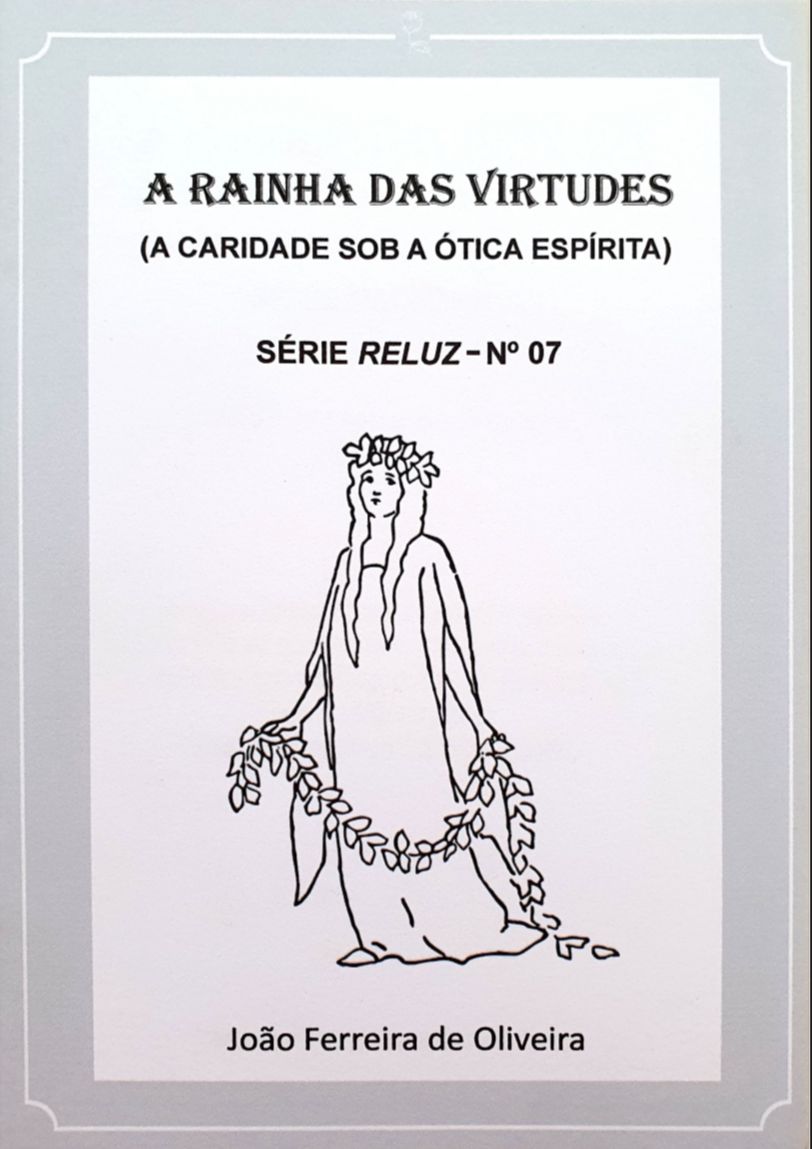 A RAINHA DAS VIRTUDES
(A CARIDADE SOB A ÓTICA ESPÍRITA)
SÉRIE RELUZ – Nº 07
João Ferreira de Oliveira